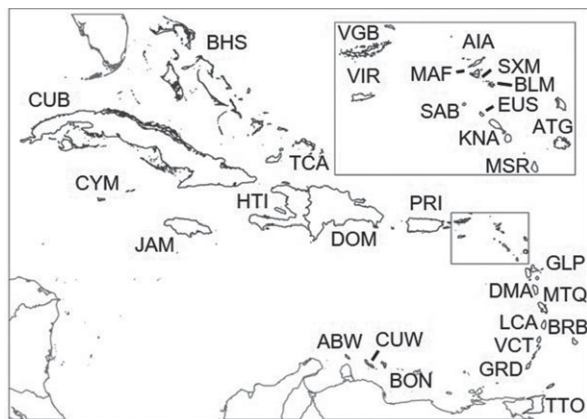 VGB
AIA
BHS
MAF
SXM
VIR
BLM
CUB
SAB
EUS
ATG
KNA
TCA
MSR
CYM
HTI
PRI
JAM
DOM
GLP
DMA
MTQ
LCA
BRB
ABW
CUW
VCT
BON
GRD
TTO